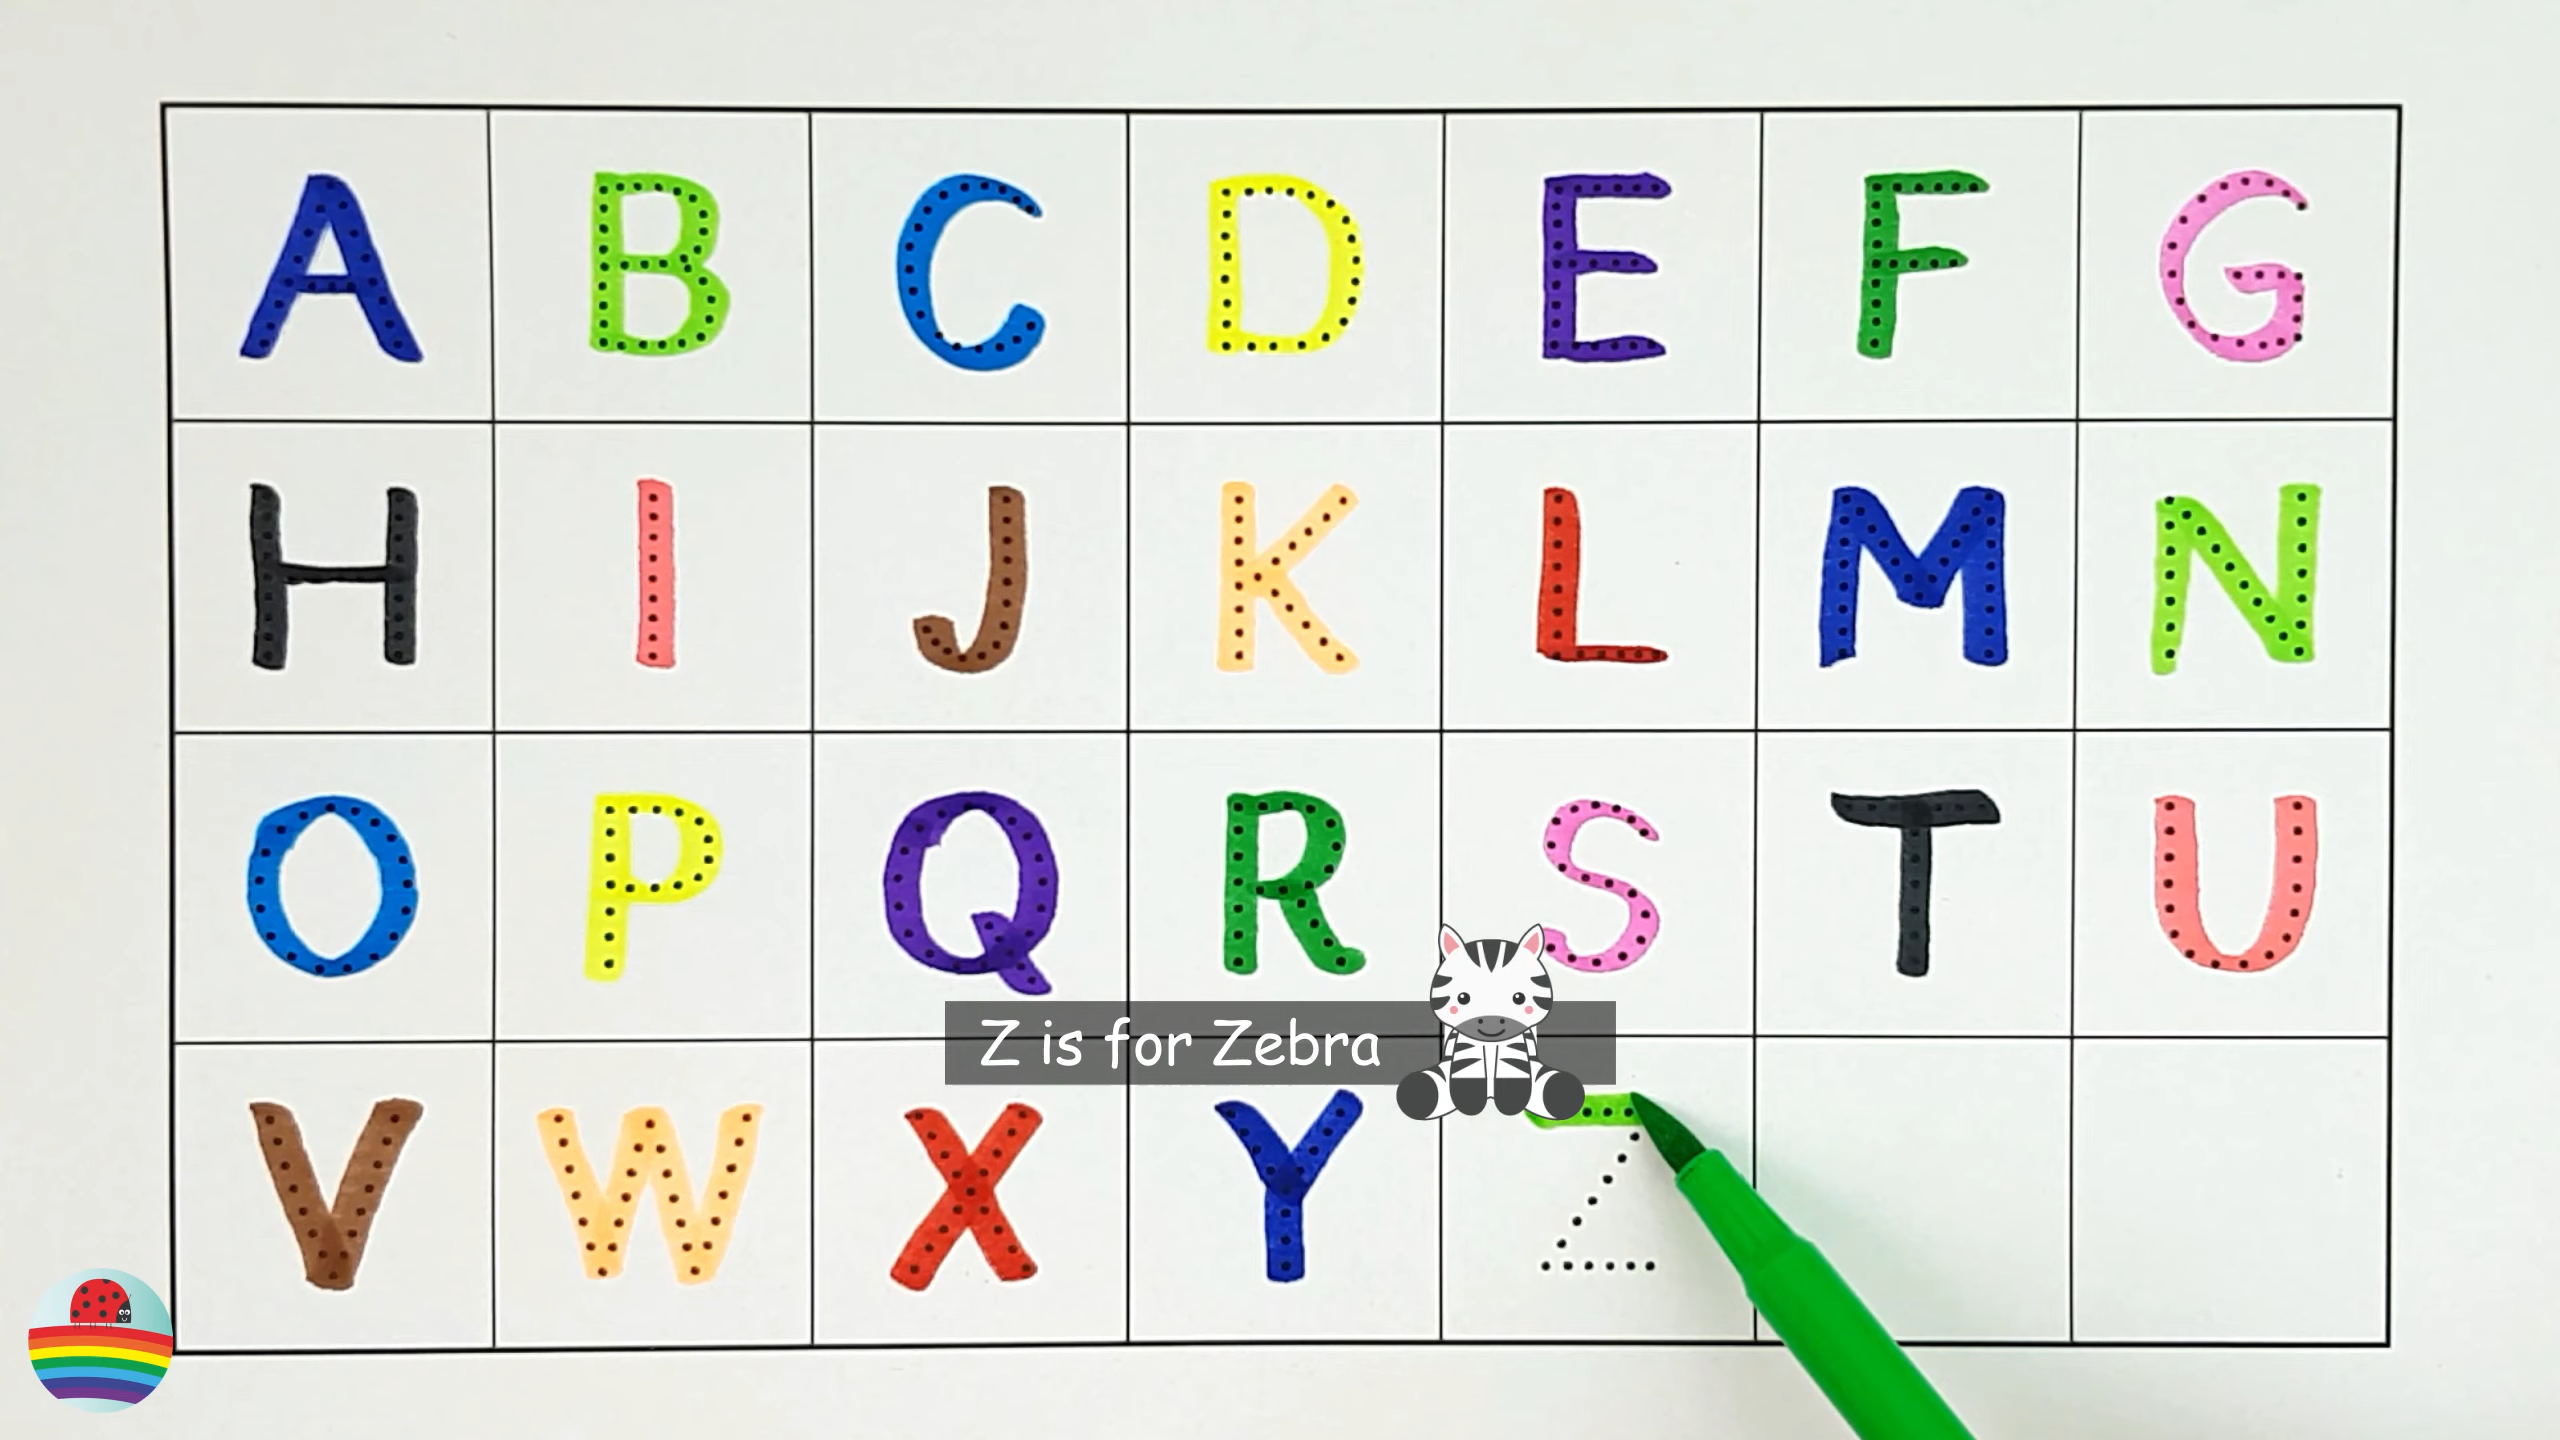 A B C D E F G
H I J K L M N
O P Q R S T U
Z is for Zebra
V W X Y Z